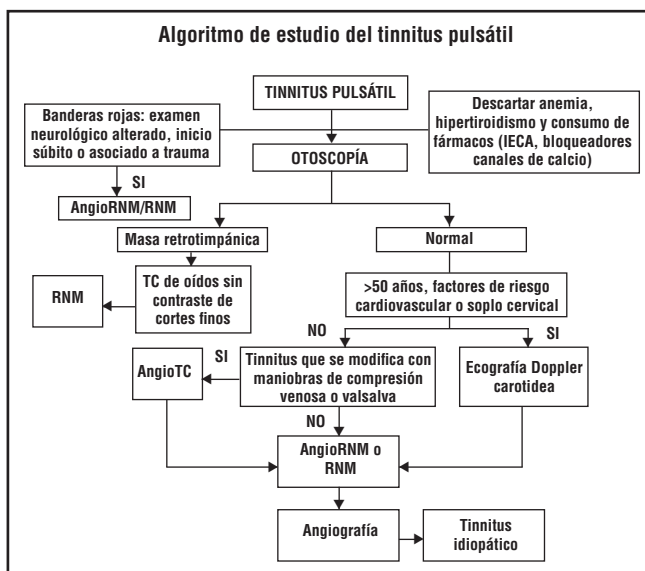 Algoritmo de estudio del tinnitus pulsátil
TINNITUS PULSÁTIL
Banderas rojas: examen
neurológico alterado, inicio
súbito o asociado a trauma
Descartar anemia,
hipertiroidismo y consumo de
fármacos (IECA, bloqueadores
canales de calcio)
OTOSCOPÍA
SI
AngioRNM/RNM
Masa retrotimpánica
Normal
RNM
TC de oídos sin
contraste de
cortes finos
>50 años, factores de riesgo
cardiovascular o soplo cervical
NO
SI
SI
AngioTC
Tinnitus que se modifica con
maniobras de compresión
venosa o valsalva
Ecografía Doppler
carotidea
NO
AngioRNM o
RNM
Angiografía
Tinnitus
idiopático